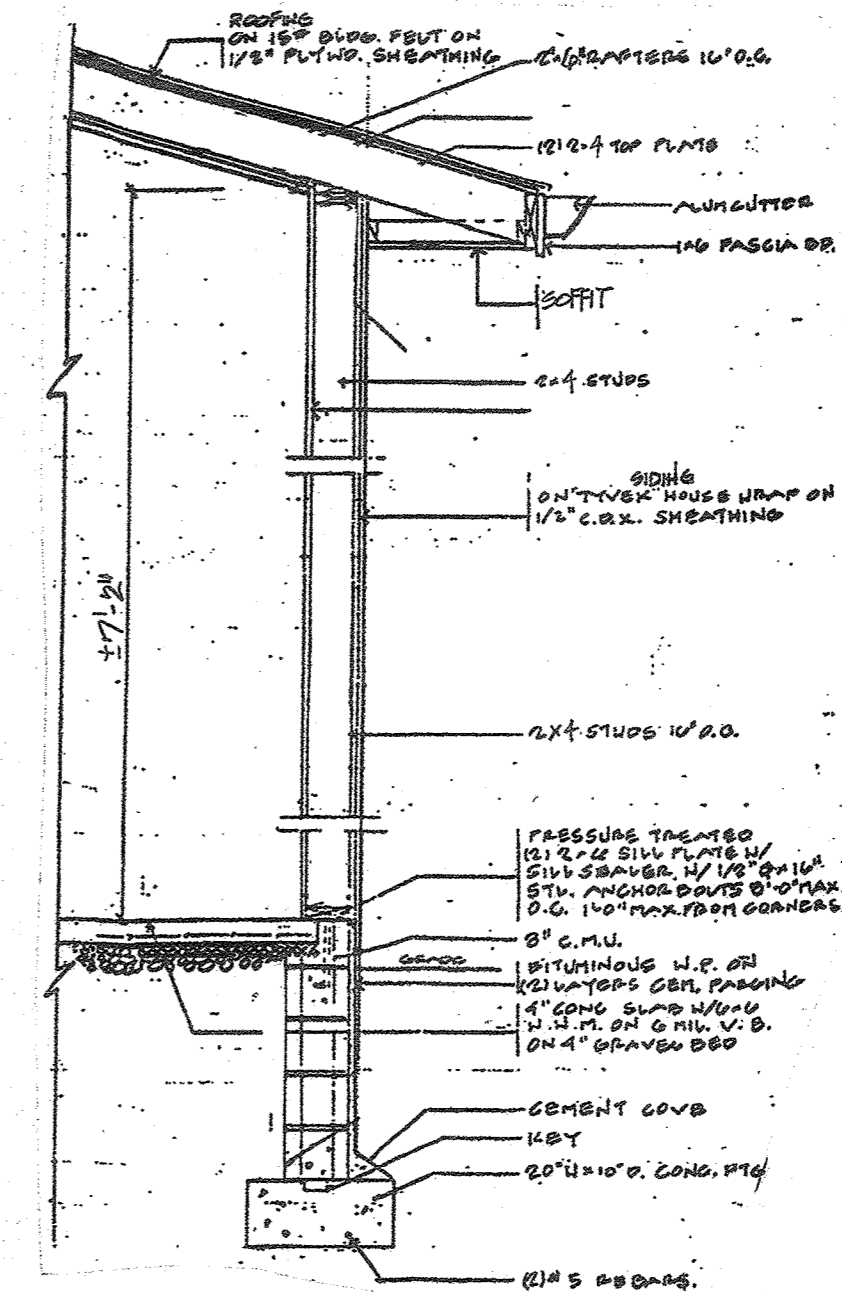 ROOFING
ON 15# BLDG. FELT ON
1/2" PLYWD. SHEATHING
2"x6" RAFTERS 16" O.C.
(2) 2x4 TOP PLATE
ALUM GUTTER
1x6 FASCIA BD.
SOFFIT
2x4 STUDS
SIDING
ON "TYVEK" HOUSE WRAP ON
1/2" C.D.X. SHEATHING
±7'-2"
2X4 STUDS 16" O.C.
PRESSURE TREATED
(2) 2x6 SILL PLATE W/
SILL SEALER, W/ 1/2" Øx16"
STL. ANCHOR BOLTS 8'-0" MAX.
O.C. 1'-0" MAX. FROM CORNERS
8" C.M.U.
GRADE
BITUMINOUS W.P. ON
(2) LAYERS CEM. PARGING
4" CONC SLAB W/6x6
W.W.M. ON 6 MIL. V.B.
ON 4" GRAVEL BED
CEMENT COVE
KEY
20"W x 10"D. CONC. FTG
(2) # 5 REBARS.